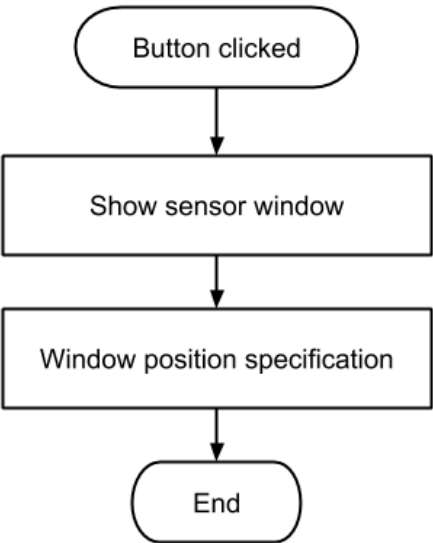 Button clicked
Show sensor window
Window position specification
End